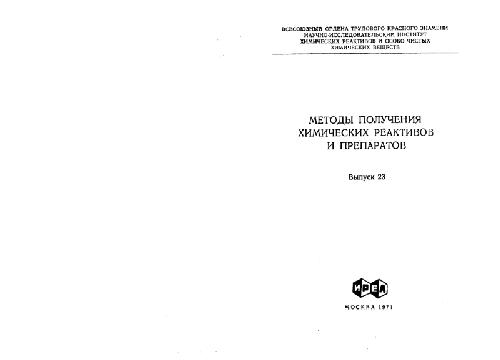 ВСЕСОЮЗНЫЙ ОРДЕНА ТРУДОВОГО КРАСНОГО ЗНАМЕНИ
НАУЧНО-ИССЛЕДОВАТЕЛЬСКИЙ ИНСТИТУТ
ХИМИЧЕСКИХ РЕАКТИВОВ И ОСОБО ЧИСТЫХ
ХИМИЧЕСКИХ ВЕЩЕСТВ
МЕТОДЫ ПОЛУЧЕНИЯ
ХИМИЧЕСКИХ РЕАКТИВОВ
И ПРЕПАРАТОВ
Выпуск 23
ИРЕА
МОСКВА 1971